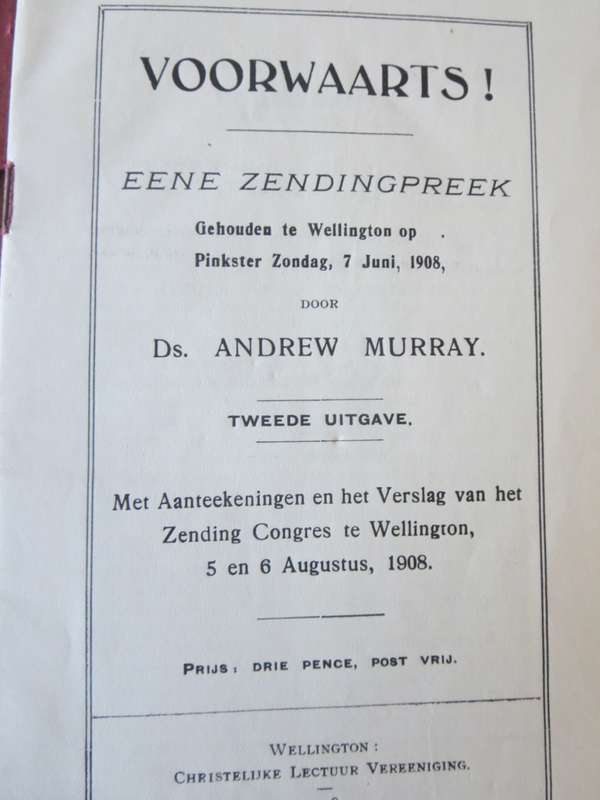 VOORWAARTS!
EENE ZENDINGPREEK
Gehouden te Wellington op
Pinkster Zondag, 7 Juni, 1908,
DOOR
Ds. ANDREW MURRAY.
TWEEDE UITGAVE.
Met Aanteekeningen en het Verslag van het
Zending Congres te Wellington,
5 en 6 Augustus, 1908.
PRIJS: DRIE PENCE, POST VRIJ.
WELLINGTON:
CHRISTELIJKE LECTUUR VEREENIGING.